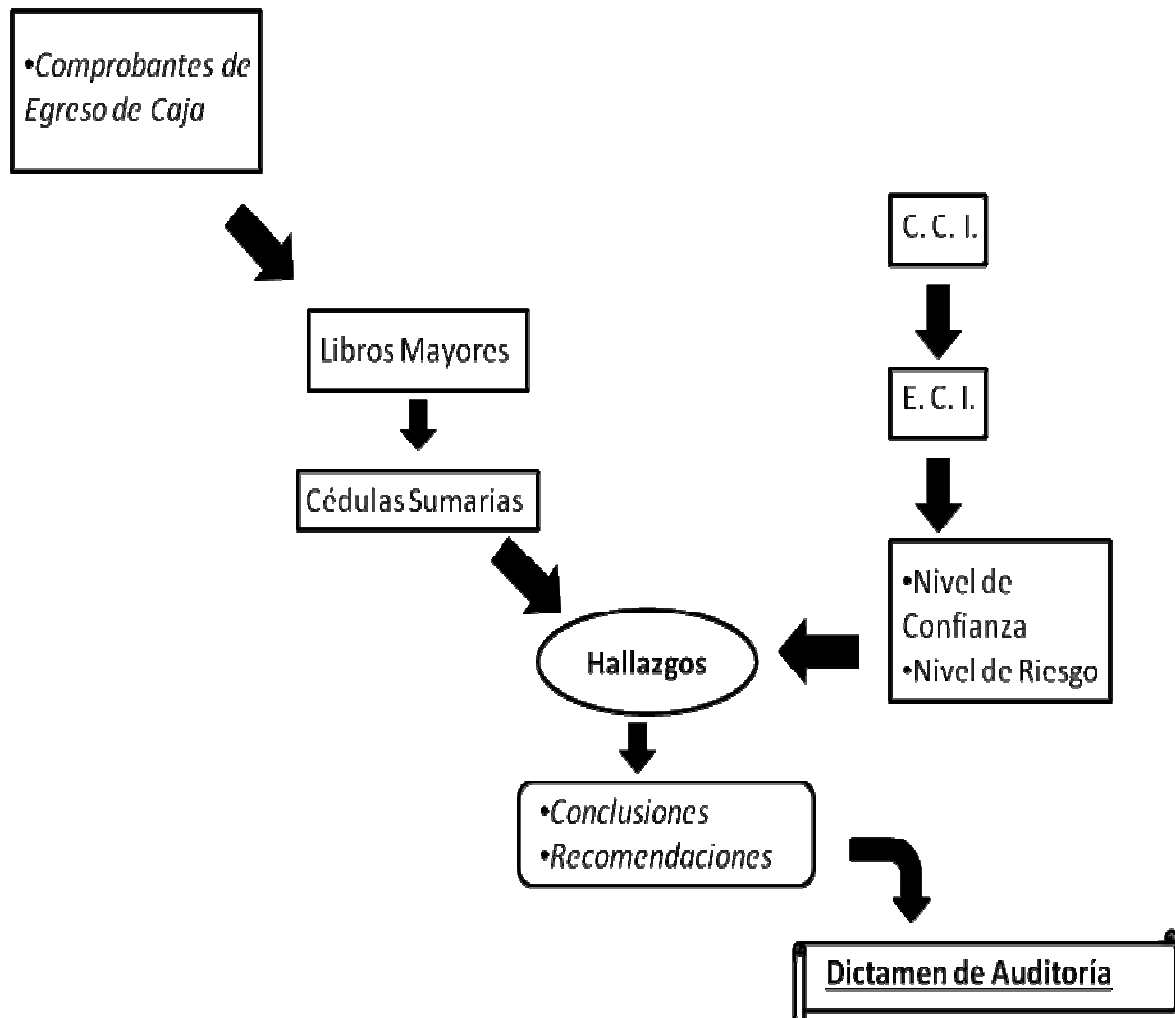 •Comprobantes de
Egreso de Caja
C. C. I.
Libros Mayores
E. C. I.
Cédulas Sumarias
•Nivel de
Confianza
•Nivel de Riesgo
Hallazgos
•Conclusiones
•Recomendaciones
Dictamen de Auditoría